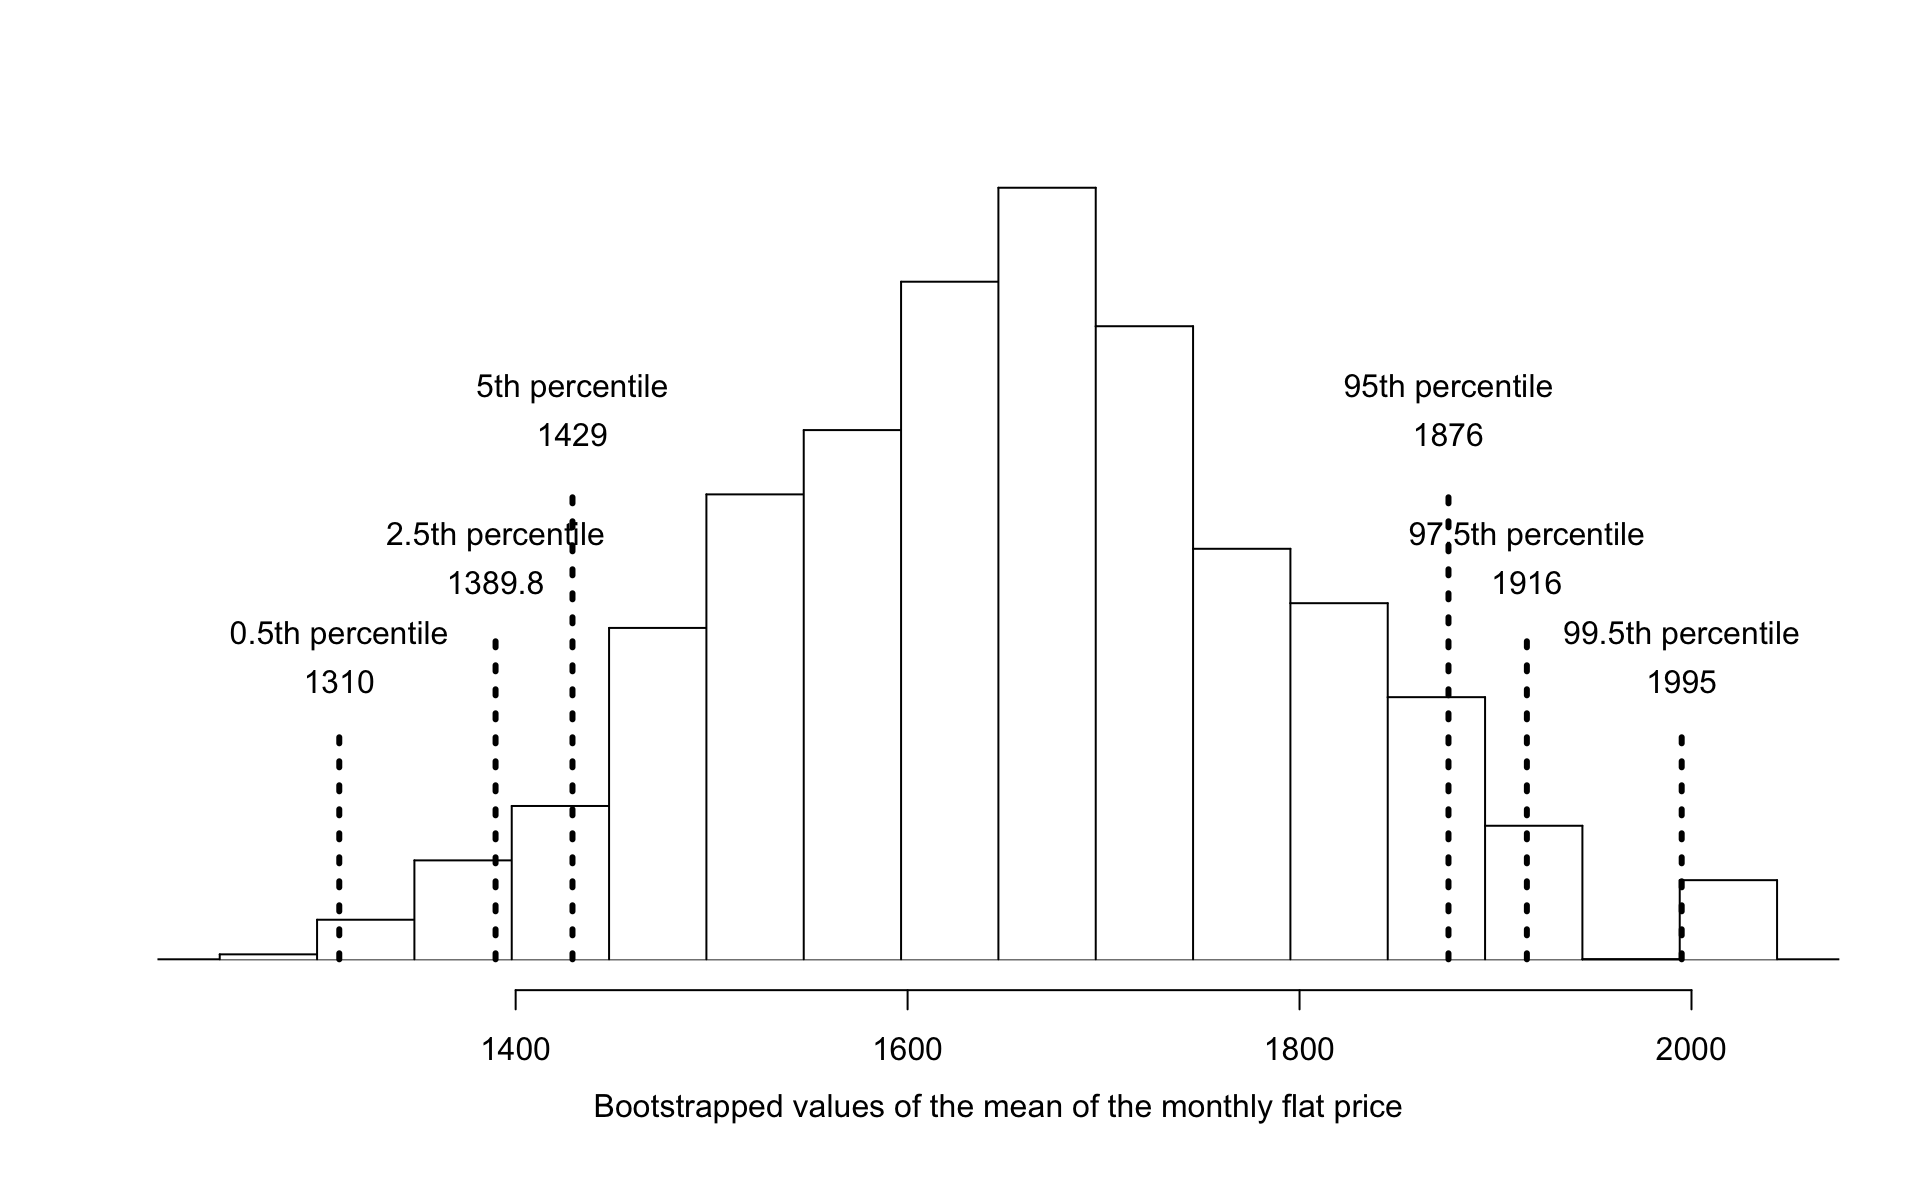 5th percentile
1429
95th percentile
1876
2.5th percentile
1389.8
97.5th percentile
1916
0.5th percentile
1310
99.5th percentile
1995
1400
1600
1800
2000
Bootstrapped values of the mean of the monthly flat price